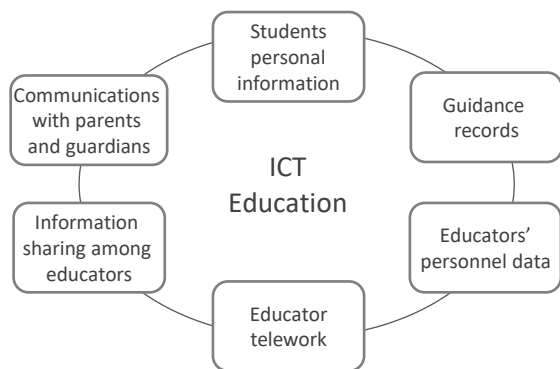 Students
personal
information
Communications
with parents
and guardians
Guidance
records
ICT
Education
Information
sharing among
educators
Educators’
personnel data
Educator
telework